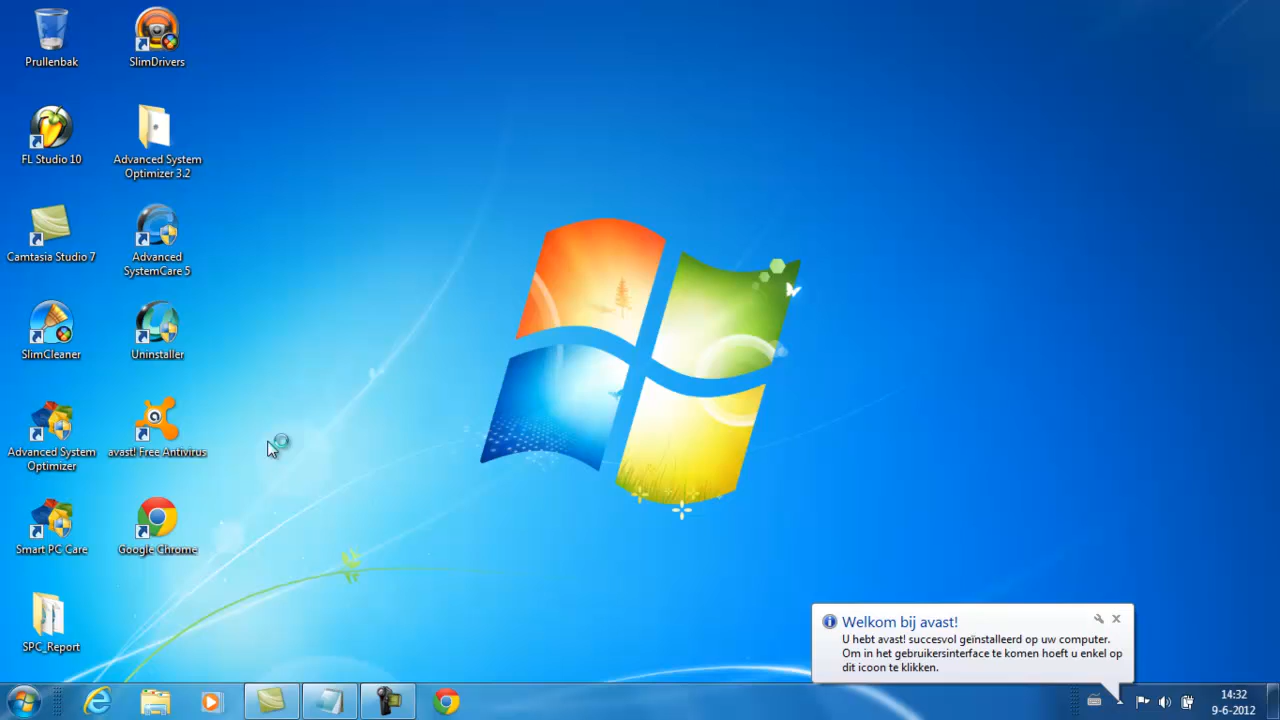 Prullenbak
SlimDrivers
FL Studio 10
Advanced System
Optimizer 3.2
Camtasia Studio 7
Advanced
SystemCare 5
SlimCleaner
Uninstaller
Advanced System
Optimizer
avast! Free Antivirus
Smart PC Care
Google Chrome
SPC_Report
Welkom bij avast!
U hebt avast! succesvol geïnstalleerd op uw computer.
Om in het gebruikersinterface te komen hoeft u enkel op
dit icoon te klikken.
14:32
9-6-2012